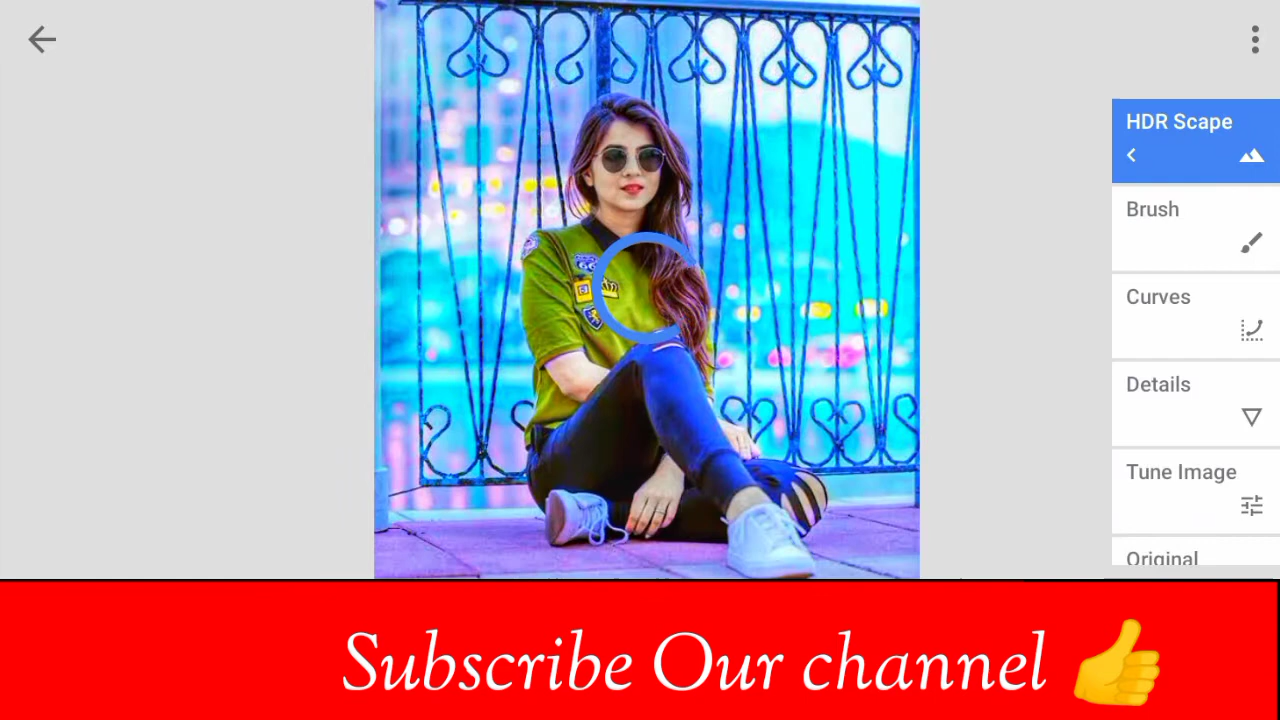 HDR Scape
Brush
Curves
Details
Tune Image
Original
Subscribe Our channel